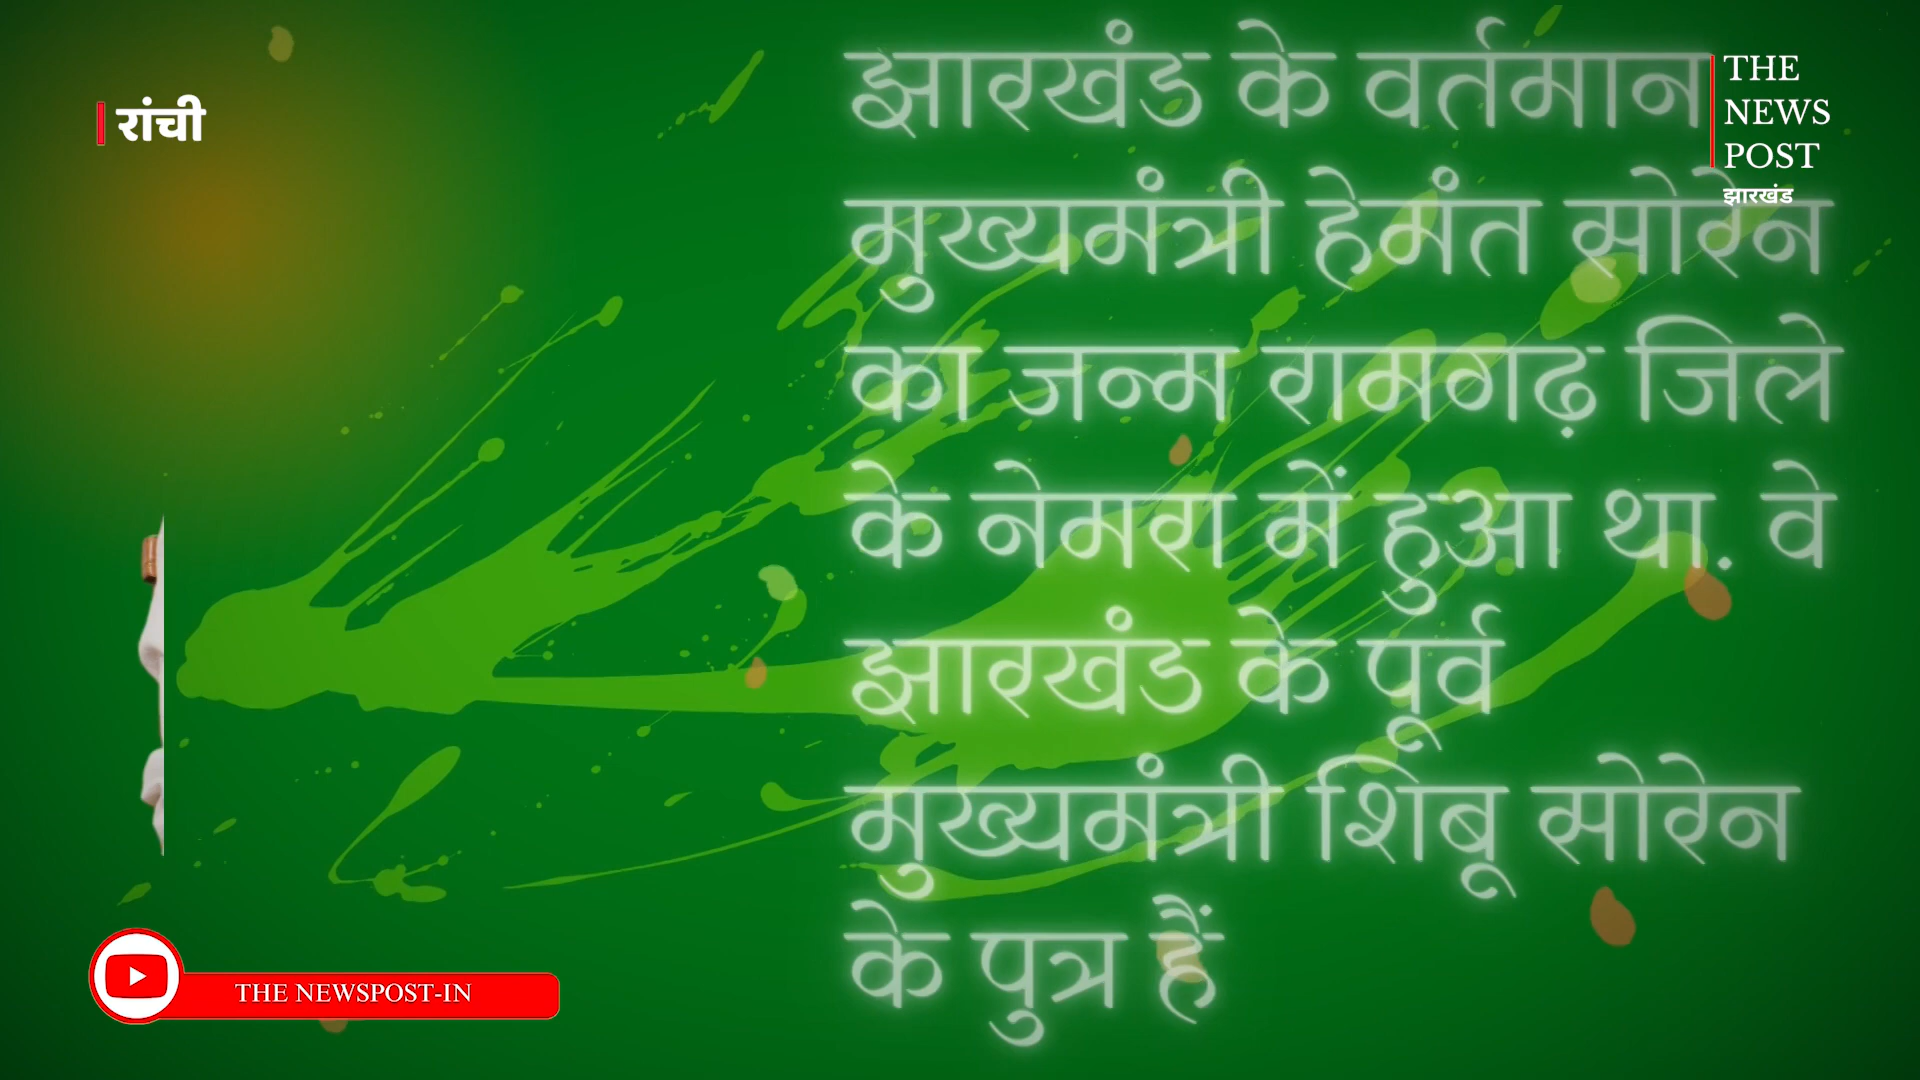 रांची
झारखंड के वर्तमान
मुख्यमंत्री हेमंत सोरेन
का जन्म रामगढ़ जिले
के नेमरा में हुआ था. वे
झारखंड के पूर्व
मुख्यमंत्री शिबू सोरेन
के पुत्र हैं
THE
NEWS
POST
झारखंड
THE NEWSPOST-IN